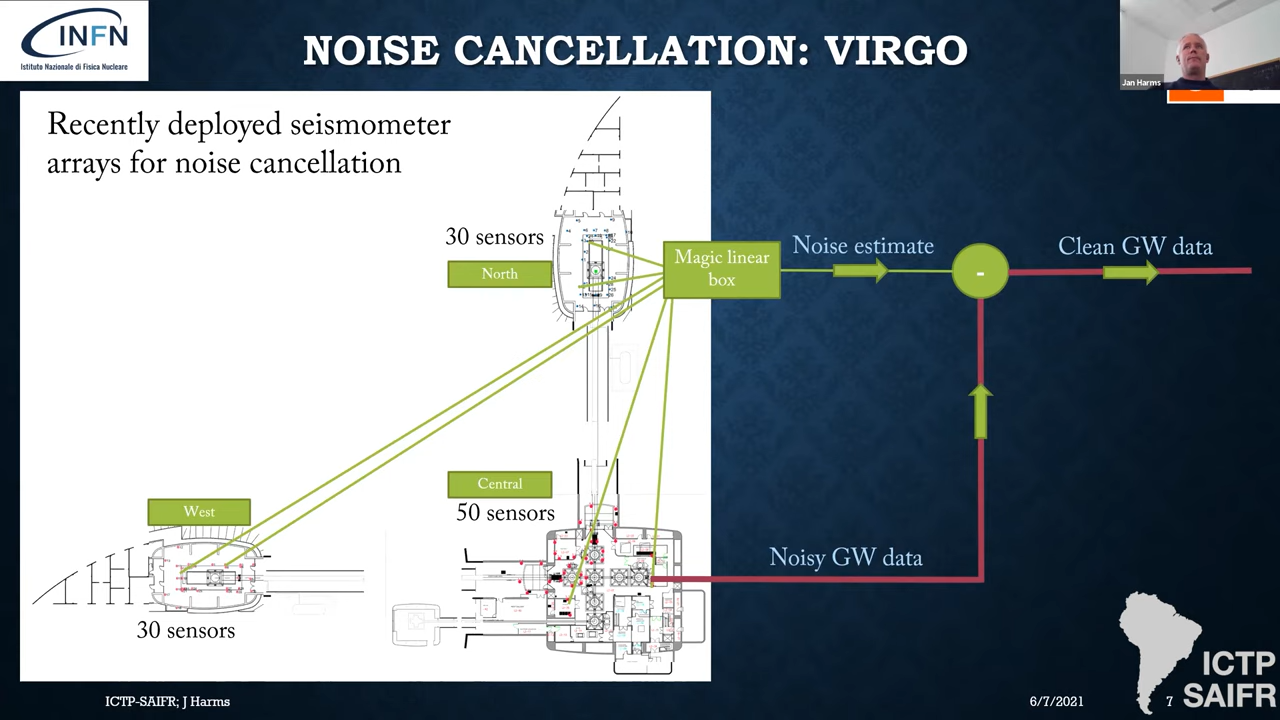 INFN
Istituto Nazionale di Fisica Nucleare
NOISE CANCELLATION: VIRGO
Jan Harms
Recently deployed seismometer
arrays for noise cancellation
30 sensors
North
Magic linear
box
Noise estimate
-
Clean GW data
Central
50 sensors
West
30 sensors
Noisy GW data
ICTP-SAIFR; J Harms
6/7/2021
7
ICTP
SAIFR